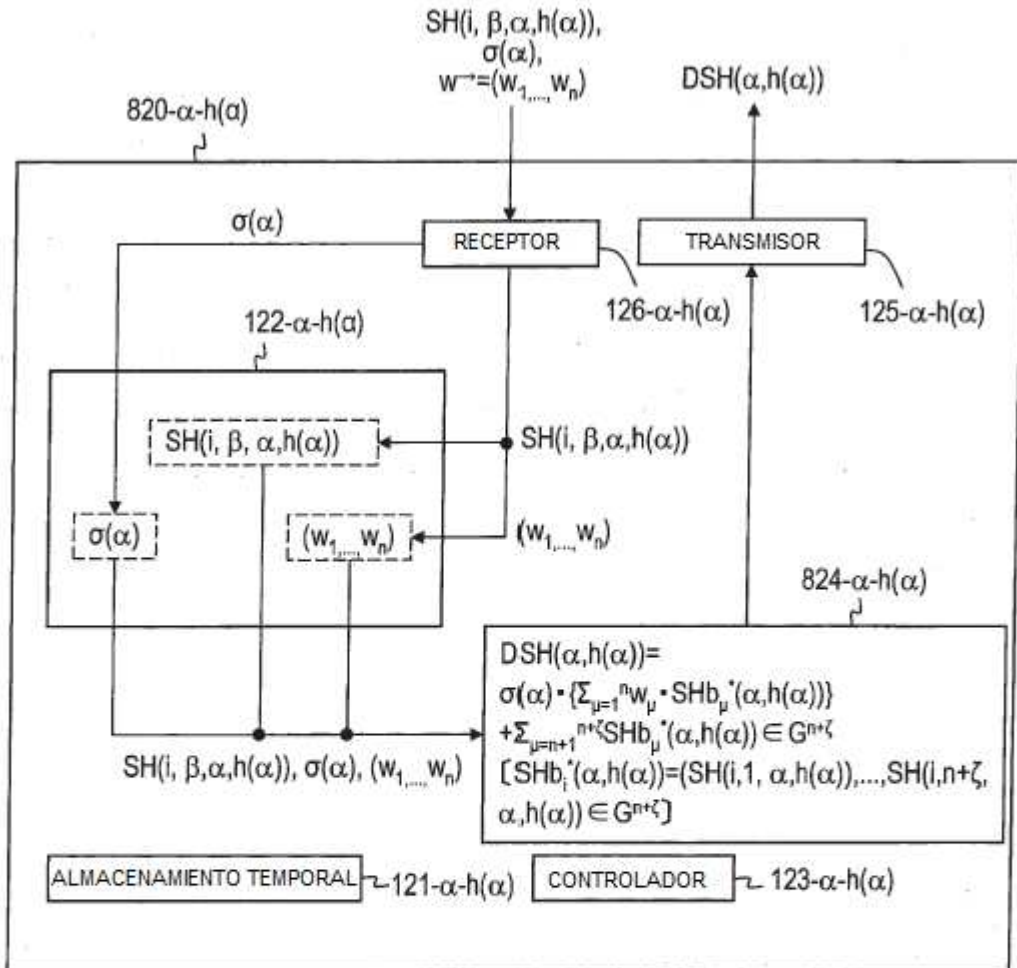 SH(i, β,α,h(α)),
σ(α),
w→=(w₁,...,wₙ)
DSH(α,h(α))
820-α-h(α)
σ(α)
RECEPTOR
TRANSMISOR
126-α-h(α)
125-α-h(α)
122-α-h(α)
SH(i, β, α,h(α))
SH(i, β,α,h(α))
σ(α)
(w₁,...,wₙ)
(w₁,...,wₙ)
824-α-h(α)
DSH(α,h(α))=
σ(α)・{Σμ=1ⁿwμ・SHbμ*(α,h(α))}
+Σμ=n+1ⁿ⁺ζSHbμ*(α,h(α))∈Gⁿ⁺ζ
[SHbᵢ*(α,h(α))=(SH(i,1, α,h(α)),...,SH(i,n+ζ,
α,h(α))∈Gⁿ⁺ζ]
SH(i, β,α,h(α)), σ(α), (w₁,...,wₙ)
ALMACENAMIENTO TEMPORAL
121-α-h(α)
CONTROLADOR
123-α-h(α)